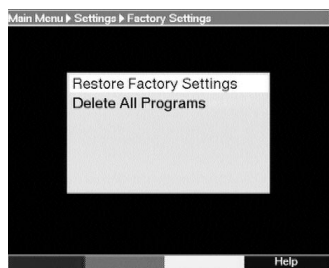 Main Menu ▶ Settings ▶ Factory Settings
Restore Factory Settings
Delete All Programs
Help